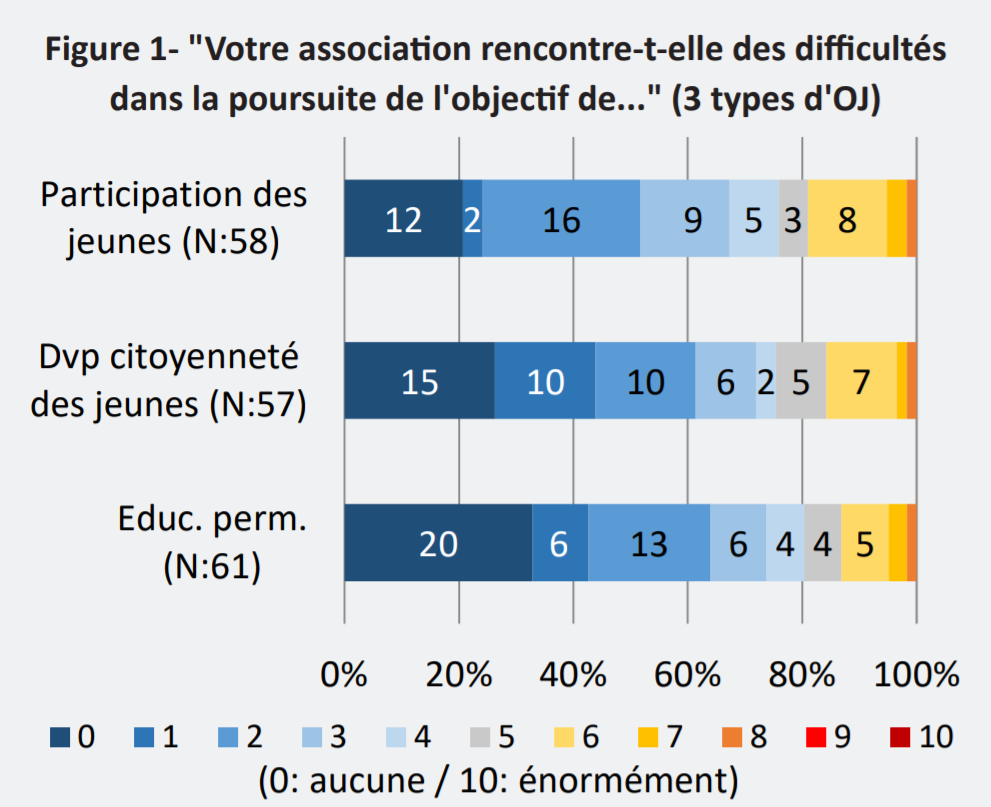 Figure 1- "Votre association rencontre-t-elle des difficultés
dans la poursuite de l'objectif de..." (3 types d'OJ)
Participation des
jeunes (N:58)
12 2 16 9 5 3 8
Dvp citoyenneté
des jeunes (N:57)
15 10 10 6 2 5 7
Educ. perm.
(N:61)
20 6 13 6 4 4 5
0% 20% 40% 60% 80% 100%
0 1 2 3 4 5 6 7 8 9 10
(0: aucune / 10: énormément)